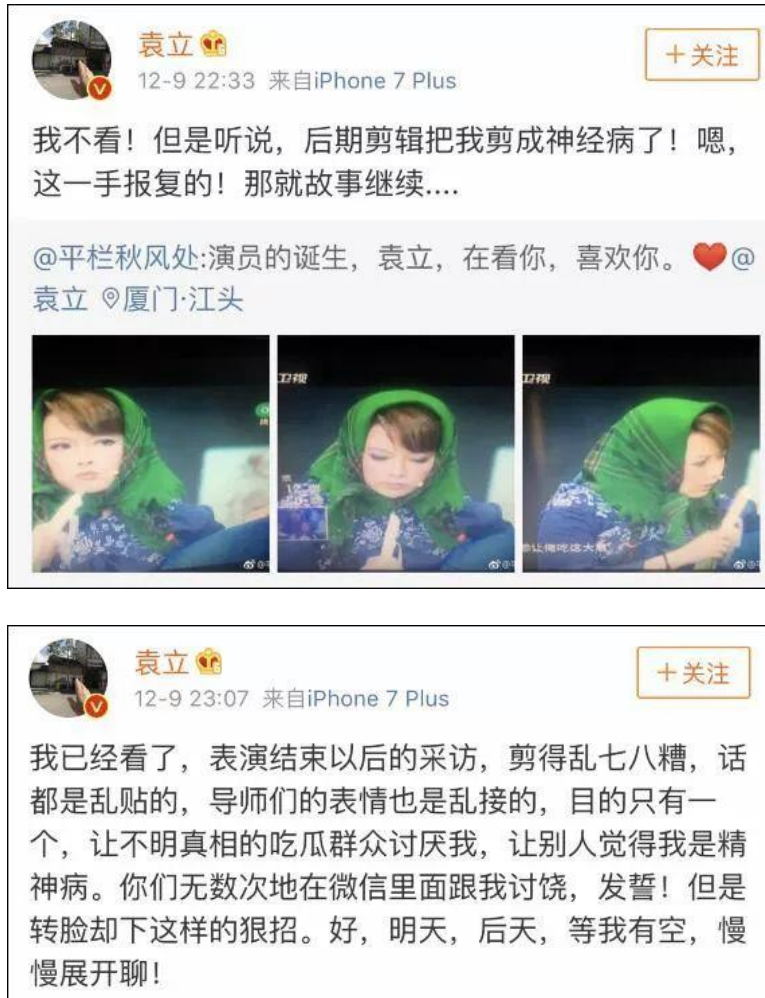 袁立
+关注
12-9 22:33 来自iPhone 7 Plus
我不看！但是听说，后期剪辑把我剪成神经病了！嗯，
这一手报复的！那就故事继续....
@平栏秋风处:演员的诞生，袁立，在看你，喜欢你。❤@
袁立 厦门·江头
卫视
卫视
袁立
+关注
12-9 23:07 来自iPhone 7 Plus
我已经看了，表演结束以后的采访，剪得乱七八糟，话
都是乱贴的，导师们的表情也是乱接的，目的只有一
个，让不明真相的吃瓜群众讨厌我，让别人觉得我是精
神病。你们无数次地在微信里面跟我讨饶，发誓！但是
转脸却下这样的狠招。好，明天，后天，等我有空，慢
慢展开聊！